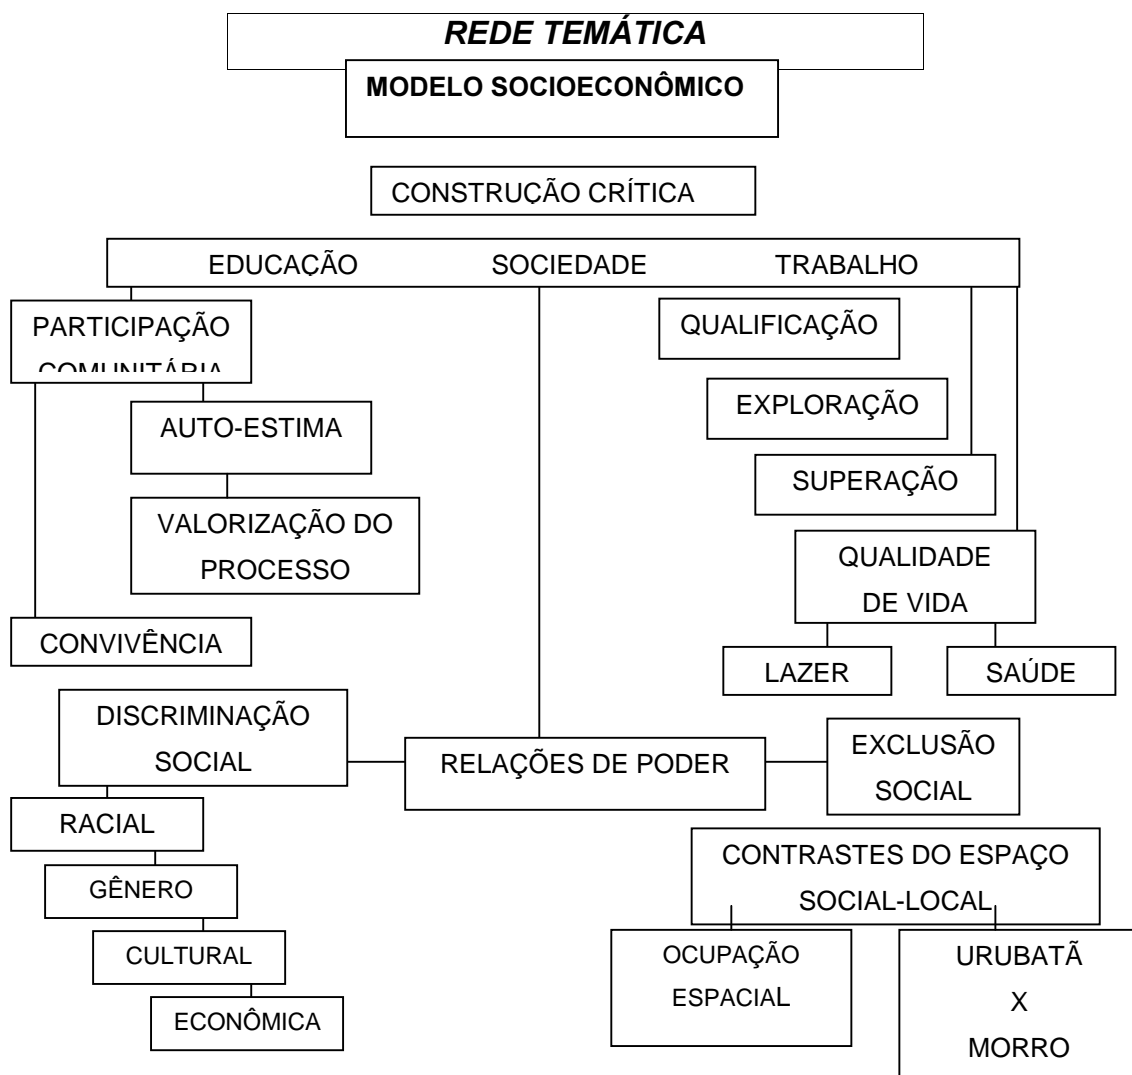 REDE TEMÁTICA
MODELO SOCIOECONÔMICO
CONSTRUÇÃO CRÍTICA
EDUCAÇÃO SOCIEDADE TRABALHO
PARTICIPAÇÃO
COMUNITÁRIA
AUTO-ESTIMA
VALORIZAÇÃO DO
PROCESSO
CONVIVÊNCIA
QUALIFICAÇÃO
EXPLORAÇÃO
SUPERAÇÃO
QUALIDADE
DE VIDA
LAZER
SAÚDE
DISCRIMINAÇÃO
SOCIAL
RELAÇÕES DE PODER
EXCLUSÃO
SOCIAL
RACIAL
GÊNERO
CULTURAL
ECONÔMICA
CONTRASTES DO ESPAÇO
SOCIAL-LOCAL
OCUPAÇÃO
ESPACIAL
URUBATÃ
X
MORRO